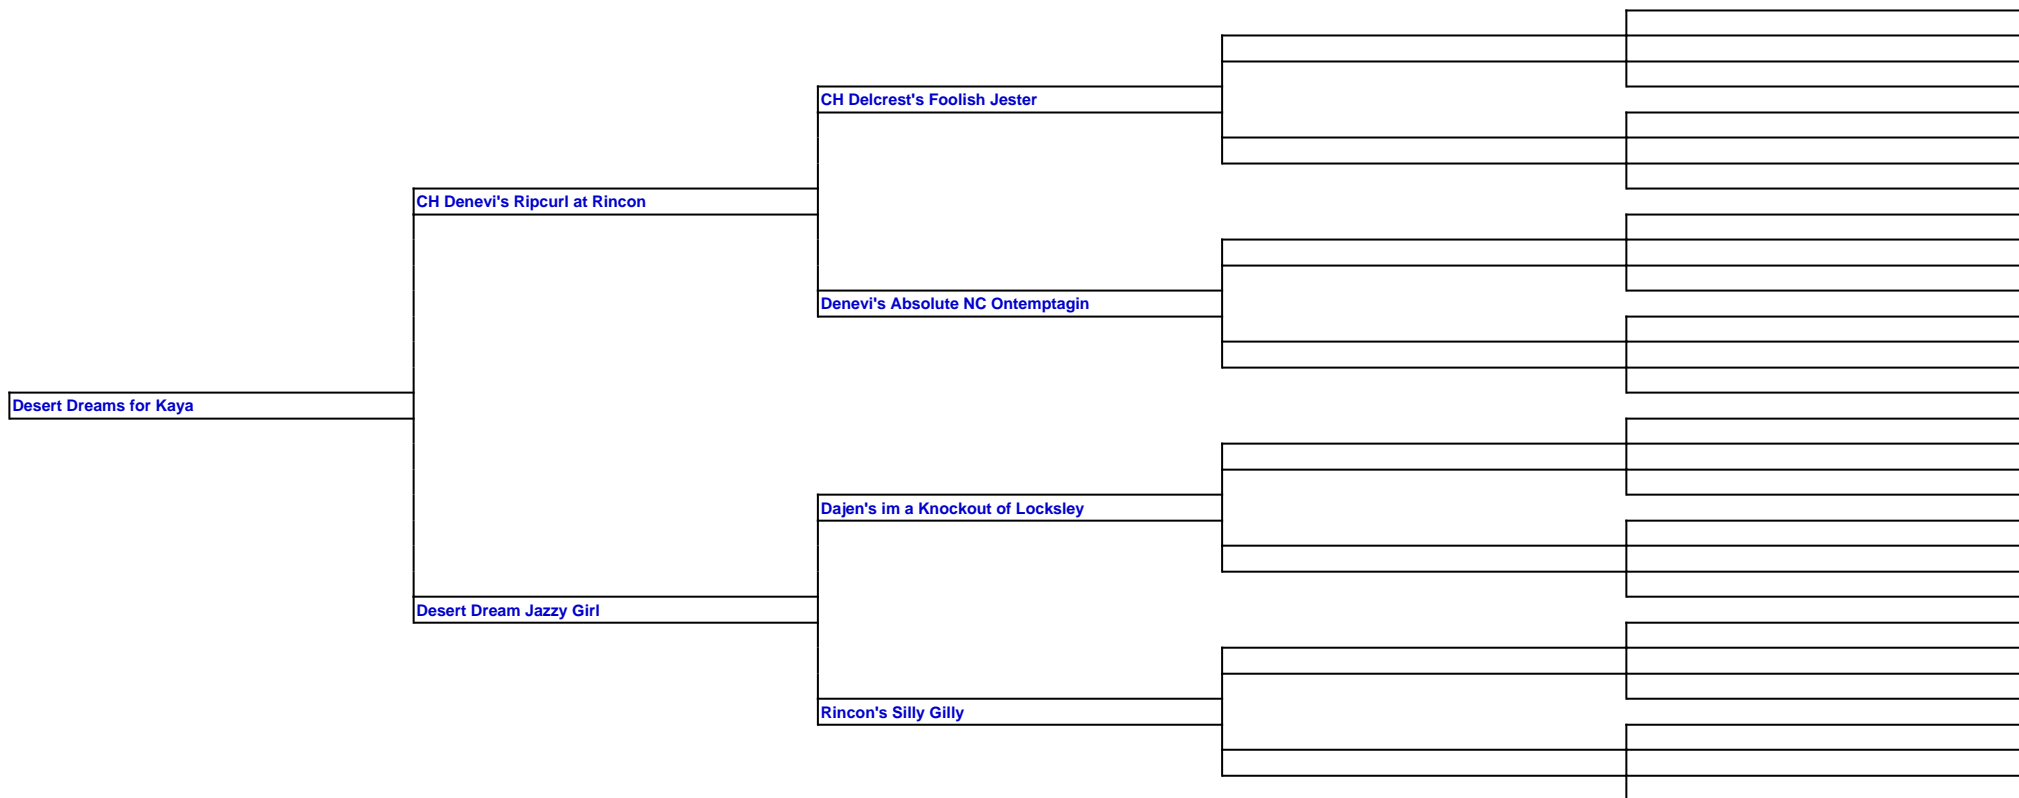 CH Delcrest's Foolish Jester
CH Denevi's Ripcurl at Rincon
Denevi's Absolute NC Ontemptagin
Desert Dreams for Kaya
Dajen's im a Knockout of Locksley
Desert Dream Jazzy Girl
Rincon's Silly Gilly